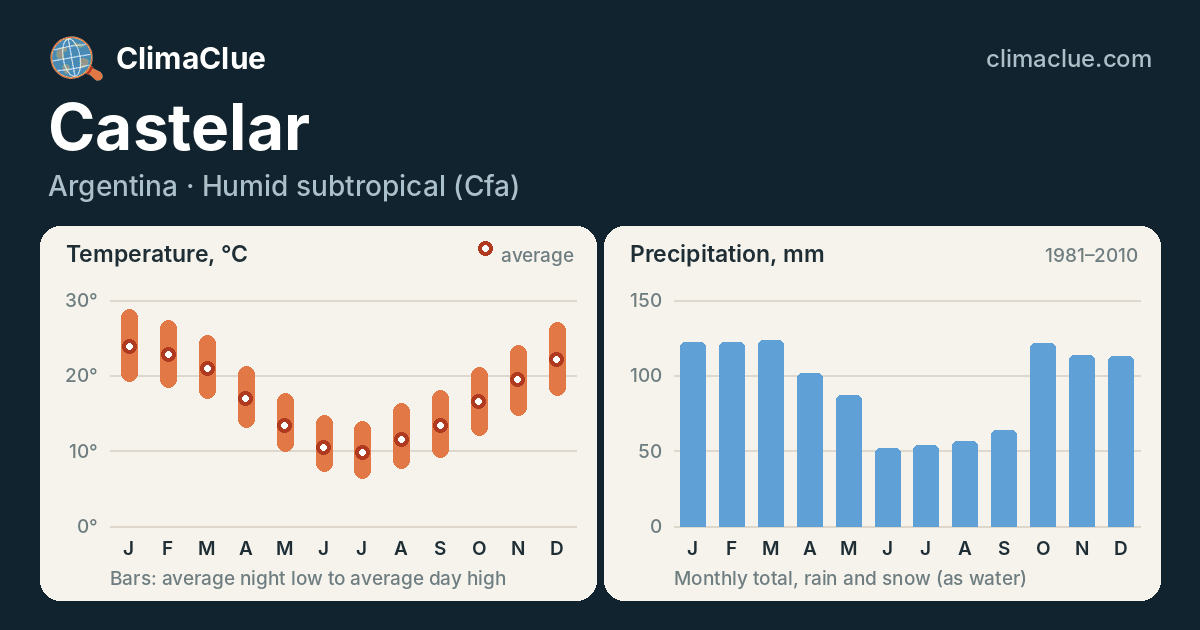 ClimaClue
climaclue.com
Castelar
Argentina · Humid subtropical (Cfa)
Temperature, °C
average
30°
20°
10°
0°
J F M A M J J A S O N D
Bars: average night low to average day high
Precipitation, mm
1981–2010
150
100
50
0
J F M A M J J A S O N D
Monthly total, rain and snow (as water)